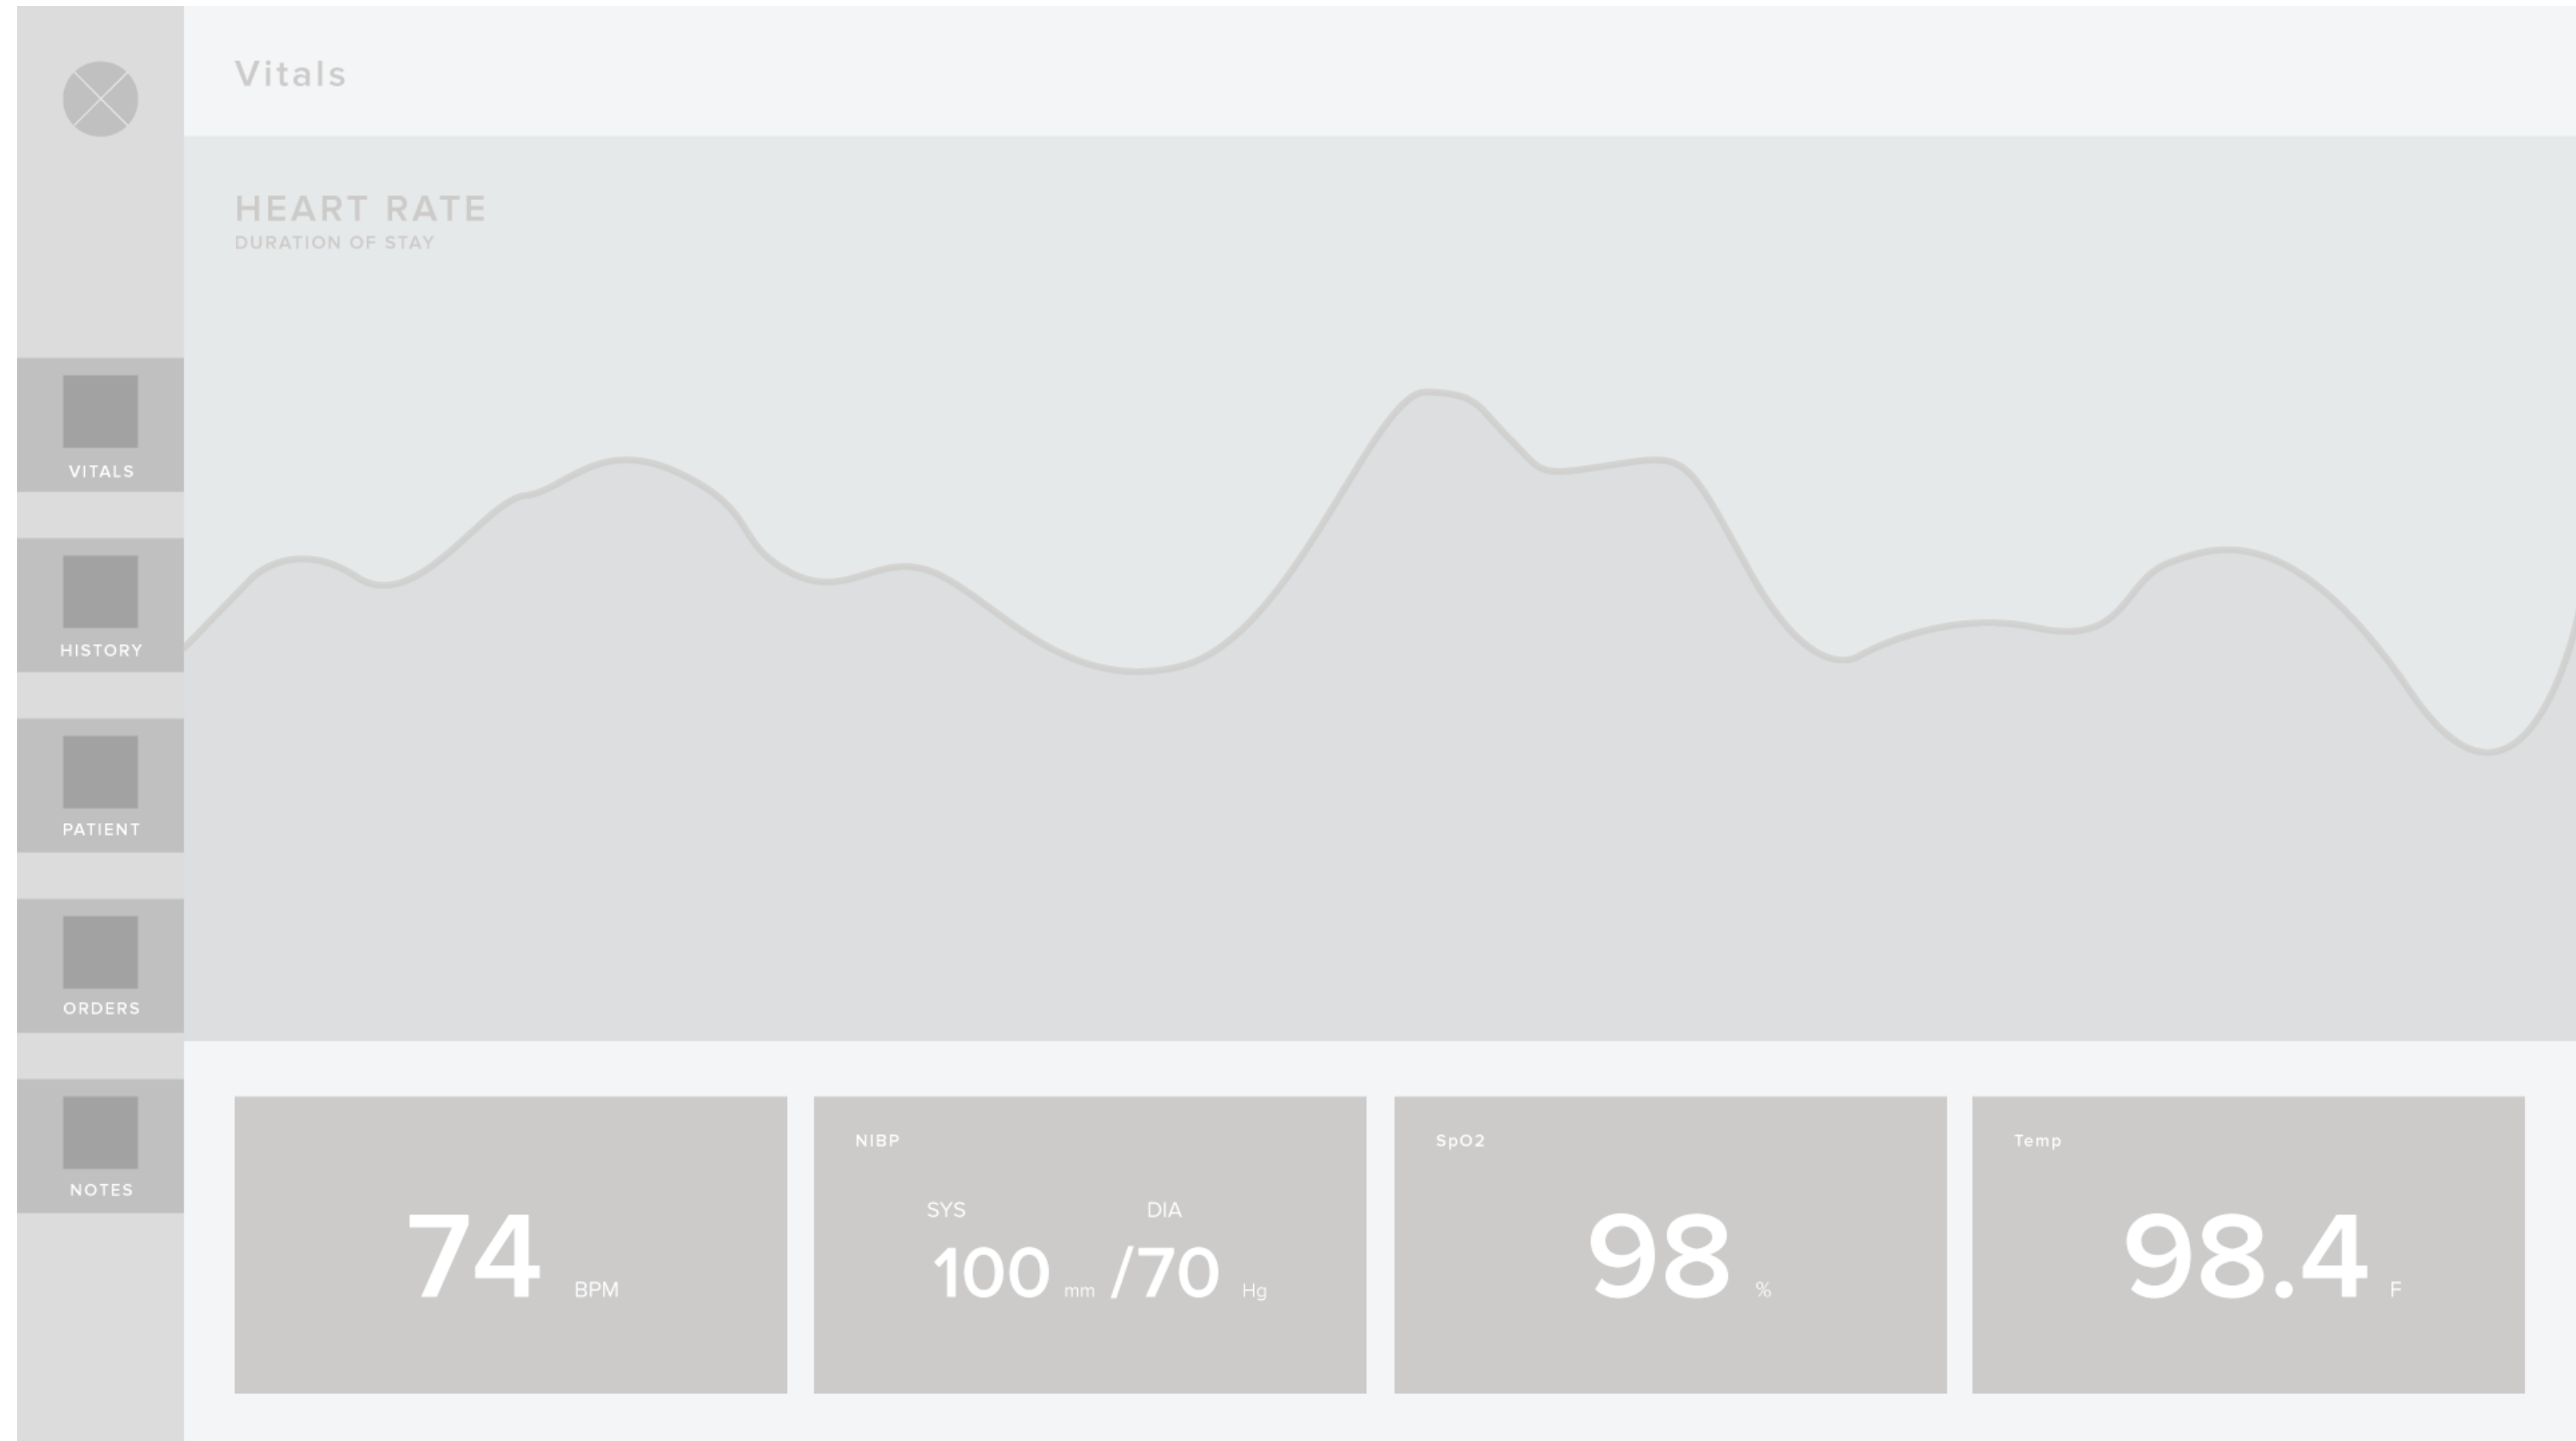 Vitals
HEART RATE
DURATION OF STAY
VITALS
HISTORY
PATIENT
ORDERS
NOTES
74 BPM
NIBP
SYS DIA
100 mm /70 Hg
SpO2
98 %
Temp
98.4 F